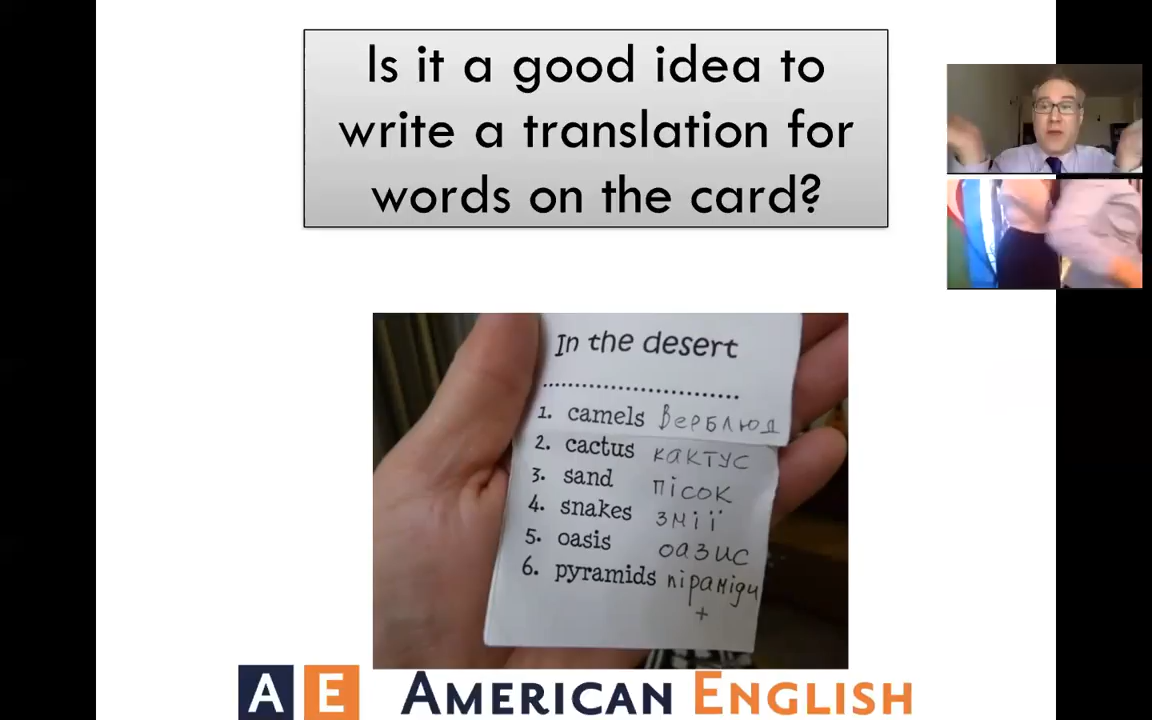 Is it a good idea to
write a translation for
words on the card?
In the desert
1. camels Верблюд
2. cactus кактус
3. sand пісок
4. snakes змії
5. oasis оазис
6. pyramids піраміди
+
AE AMERICAN ENGLISH